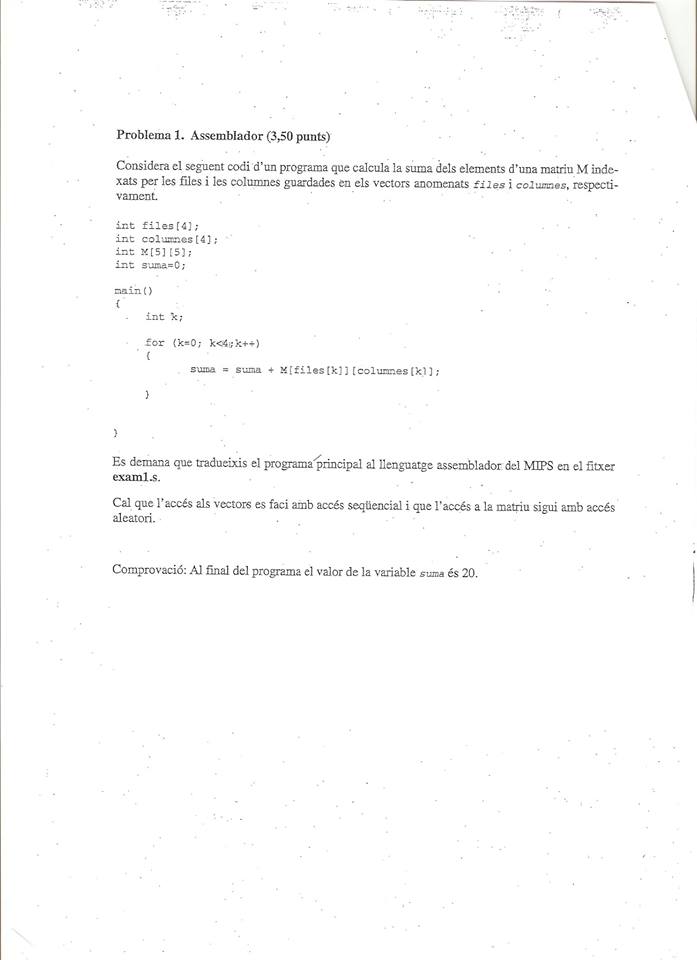 Problema 1. Assemblador (3,50 punts)
Considera el seguent codi d'un programa que calcula la suma dels elements d'una matriu M inde-
xats per les files i les columnes guardades en els vectors anomenats files i columnes, respecti-
vament.
int files[4];
int columnes[4];
int M[5][5];
int suma=0;
main()
{
int k;
for (k=0; k<4;k++)
{
suma = suma + M[files[k]][columnes[k]];
}
}
Es demana que tradueixis el programa principal al llenguatge assemblador del MIPS en el fitxer
exam1.s.
Cal que l'accés als vectors es faci amb accés seqüencial i que l'accés a la matriu sigui amb accés
aleatori.
Comprovació: Al final del programa el valor de la variable suma és 20.